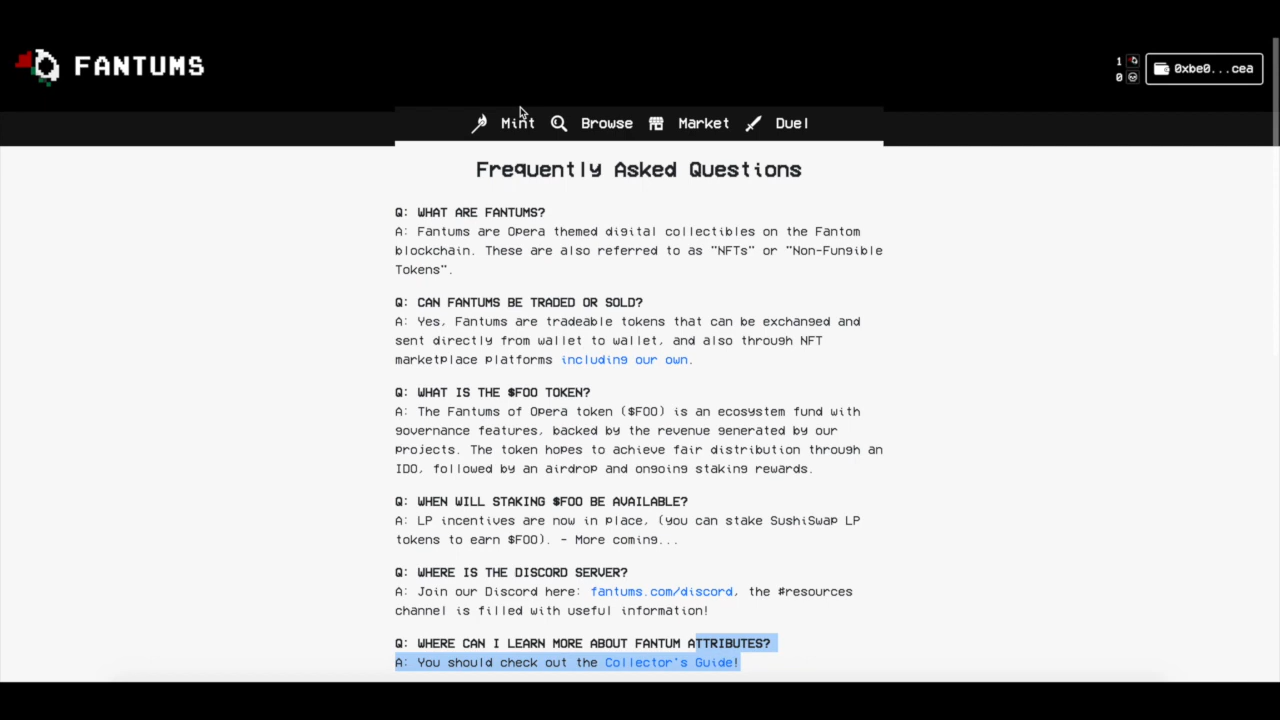 FANTUMS
1
0
0xbe0...cea
Mint Browse Market Duel
Frequently Asked Questions
Q: WHAT ARE FANTUMS?
A: Fantums are Opera themed digital collectibles on the Fantom
blockchain. These are also referred to as "NFTs" or "Non-Fungible
Tokens".
Q: CAN FANTUMS BE TRADED OR SOLD?
A: Yes, Fantums are tradeable tokens that can be exchanged and
sent directly from wallet to wallet, and also through NFT
marketplace platforms including our own.
Q: WHAT IS THE $FOO TOKEN?
A: The Fantums of Opera token ($FOO) is an ecosystem fund with
governance features, backed by the revenue generated by our
projects. The token hopes to achieve fair distribution through an
IDO, followed by an airdrop and ongoing staking rewards.
Q: WHEN WILL STAKING $FOO BE AVAILABLE?
A: LP incentives are now in place, (you can stake SushiSwap LP
tokens to earn $FOO). - More coming...
Q: WHERE IS THE DISCORD SERVER?
A: Join our Discord here: fantums.com/discord, the #resources
channel is filled with useful information!
Q: WHERE CAN I LEARN MORE ABOUT FANTUM ATTRIBUTES?
A: You should check out the Collector's Guide!